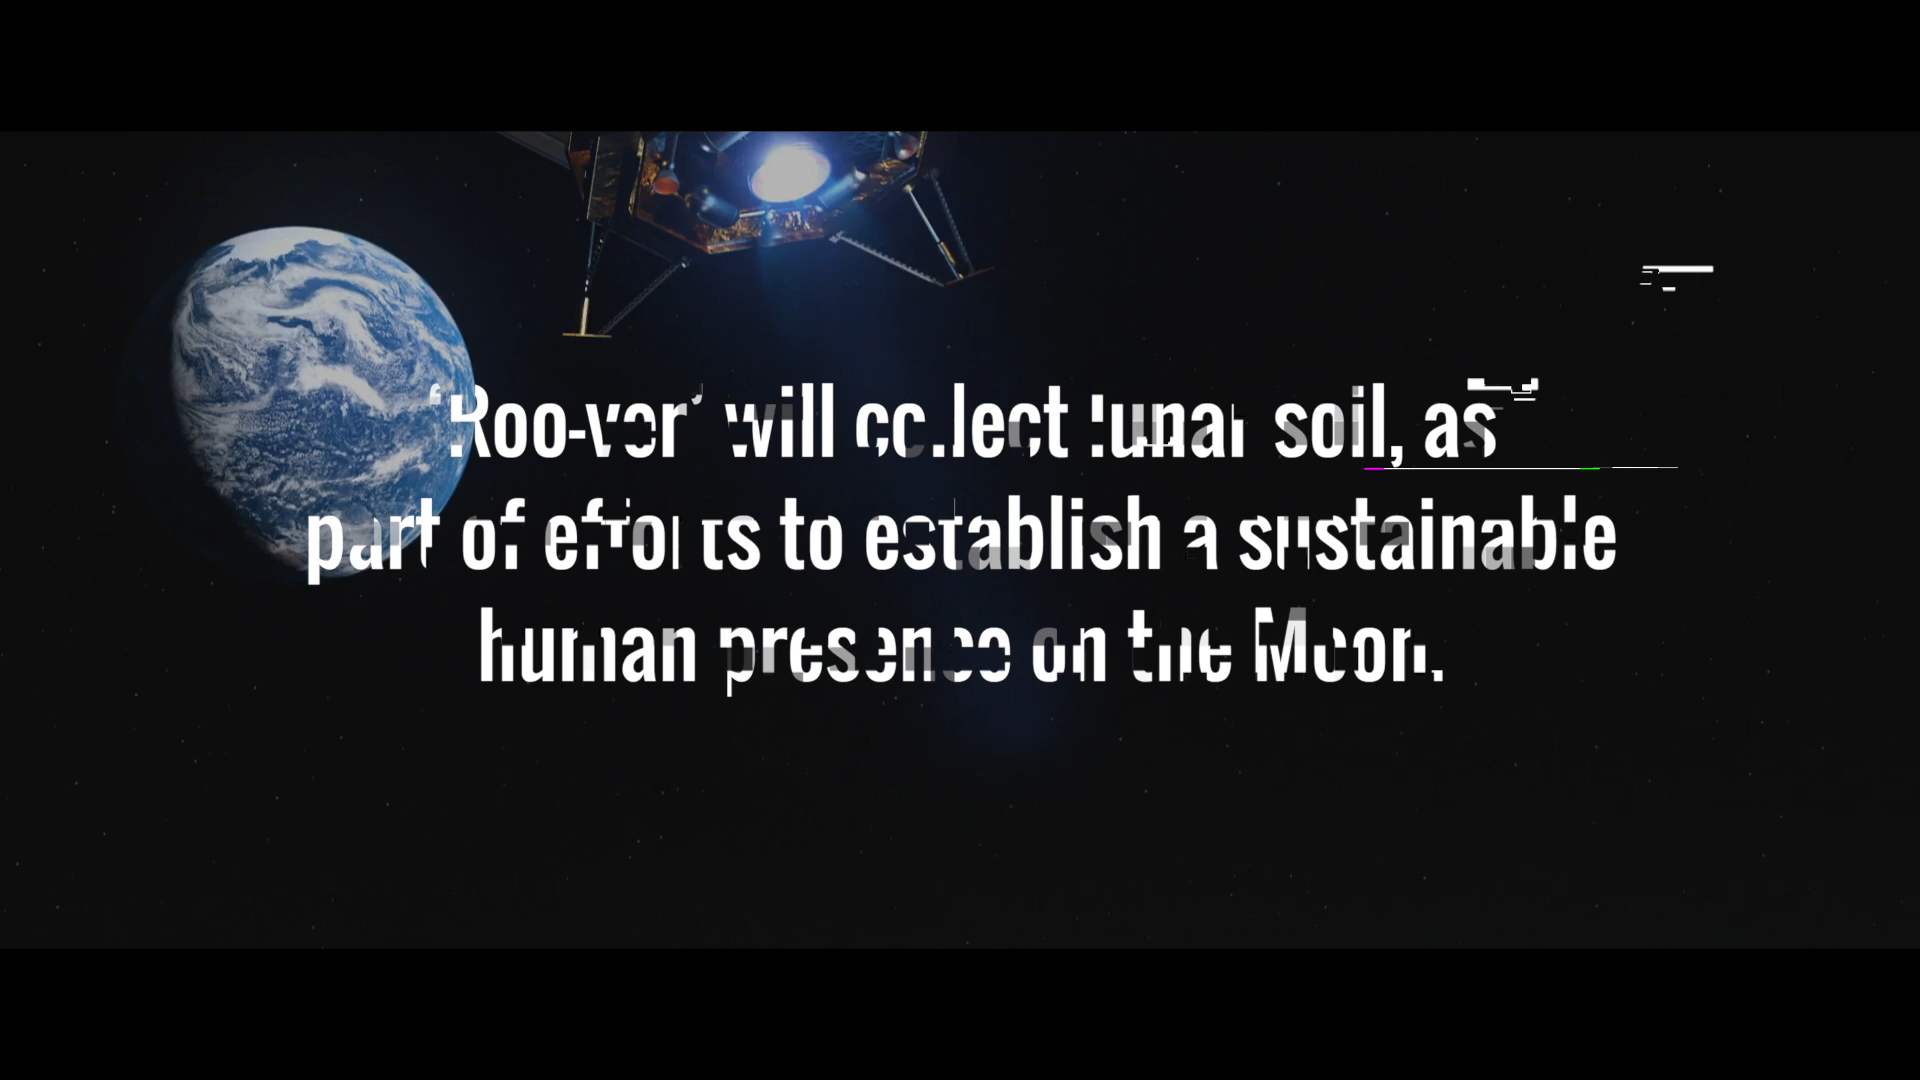 ‘Roo-ver’ will collect lunar soil, as
part of efforts to establish a sustainable
human presence on the Moon.